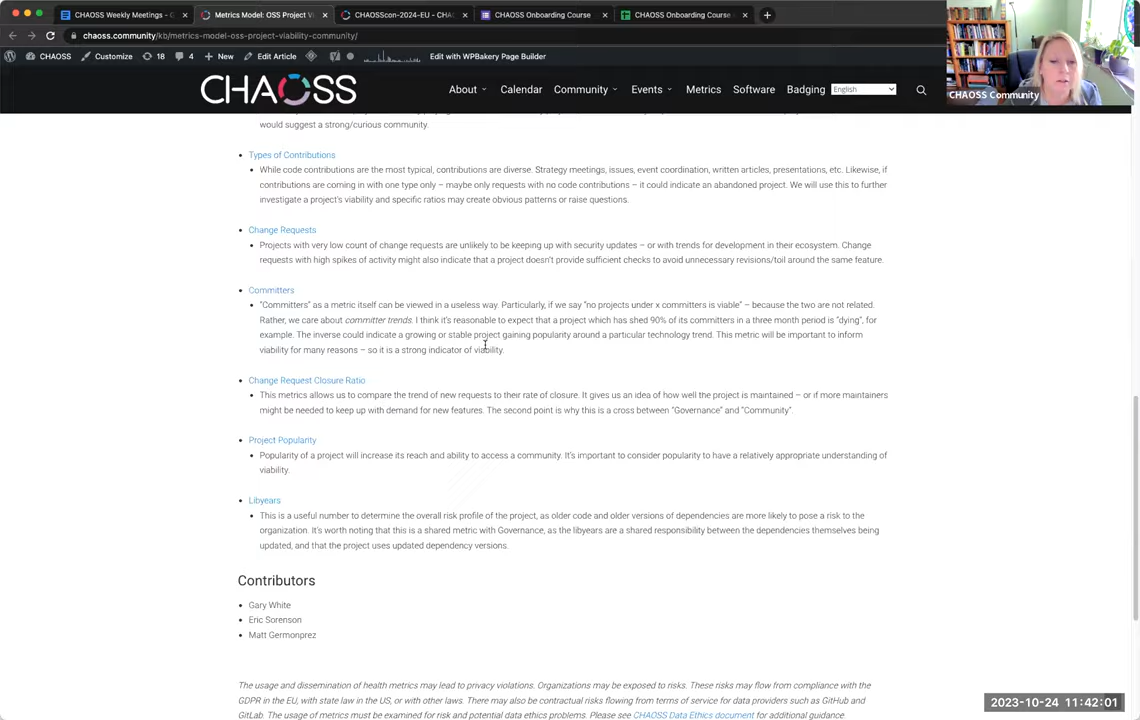 CHAOSS Weekly Meetings - G
Metrics Model: OSS Project Vi
CHAOSScon-2024-EU - CHA
CHAOSS Onboarding Course
CHAOSS Onboarding Course
chaoss.community/kb/metrics-model-oss-project-viability-community/
CHAOSS Customize 18 4 New Edit Article Edit with WPBakery Page Builder
CHAOSS Community
CHAOSS
About Calendar Community Events Metrics Software Badging English
would suggest a strong/curious community.
Types of Contributions
While code contributions are the most typical, contributions are diverse. Strategy meetings, issues, event coordination, written articles, presentations, etc. Likewise, if
contributions are coming in with one type only – maybe only requests with no code contributions – it could indicate an abandoned project. We will use this to further
investigate a project's viability and specific ratios may create obvious patterns or raise questions.
Change Requests
Projects with very low count of change requests are unlikely to be keeping up with security updates – or with trends for development in their ecosystem. Change
requests with high spikes of activity might also indicate that a project doesn't provide sufficient checks to avoid unnecessary revisions/toil around the same feature.
Committers
“Committers” as a metric itself can be viewed in a useless way. Particularly, if we say “no projects under x committers is viable” – because the two are not related.
Rather, we care about committer trends. I think it's reasonable to expect that a project which has shed 90% of its committers in a three month period is “dying”, for
example. The inverse could indicate a growing or stable project gaining popularity around a particular technology trend. This metric will be important to inform
viability for many reasons – so it is a strong indicator of viability.
Change Request Closure Ratio
This metrics allows us to compare the trend of new requests to their rate of closure. It gives us an idea of how well the project is maintained – or if more maintainers
might be needed to keep up with demand for new features. The second point is why this is a cross between “Governance” and “Community”.
Project Popularity
Popularity of a project will increase its reach and ability to access a community. It's important to consider popularity to have a relatively appropriate understanding of
viability.
Libyears
This is a useful number to determine the overall risk profile of the project, as older code and older versions of dependencies are more likely to pose a risk to the
organization. It's worth noting that this is a shared metric with Governance, as the libyears are a shared responsibility between the dependencies themselves being
updated, and that the project uses updated dependency versions.
Contributors
Gary White
Eric Sorenson
Matt Germonprez
The usage and dissemination of health metrics may lead to privacy violations. Organizations may be exposed to risks. These risks may flow from compliance with the
GDPR in the EU, with state law in the US, or with other laws. There may also be contractual risks flowing from terms of service for data providers such as GitHub and
GitLab. The usage of metrics must be examined for risk and potential data ethics problems. Please see CHAOSS Data Ethics document for additional guidance
2023-10-24 11:42:01